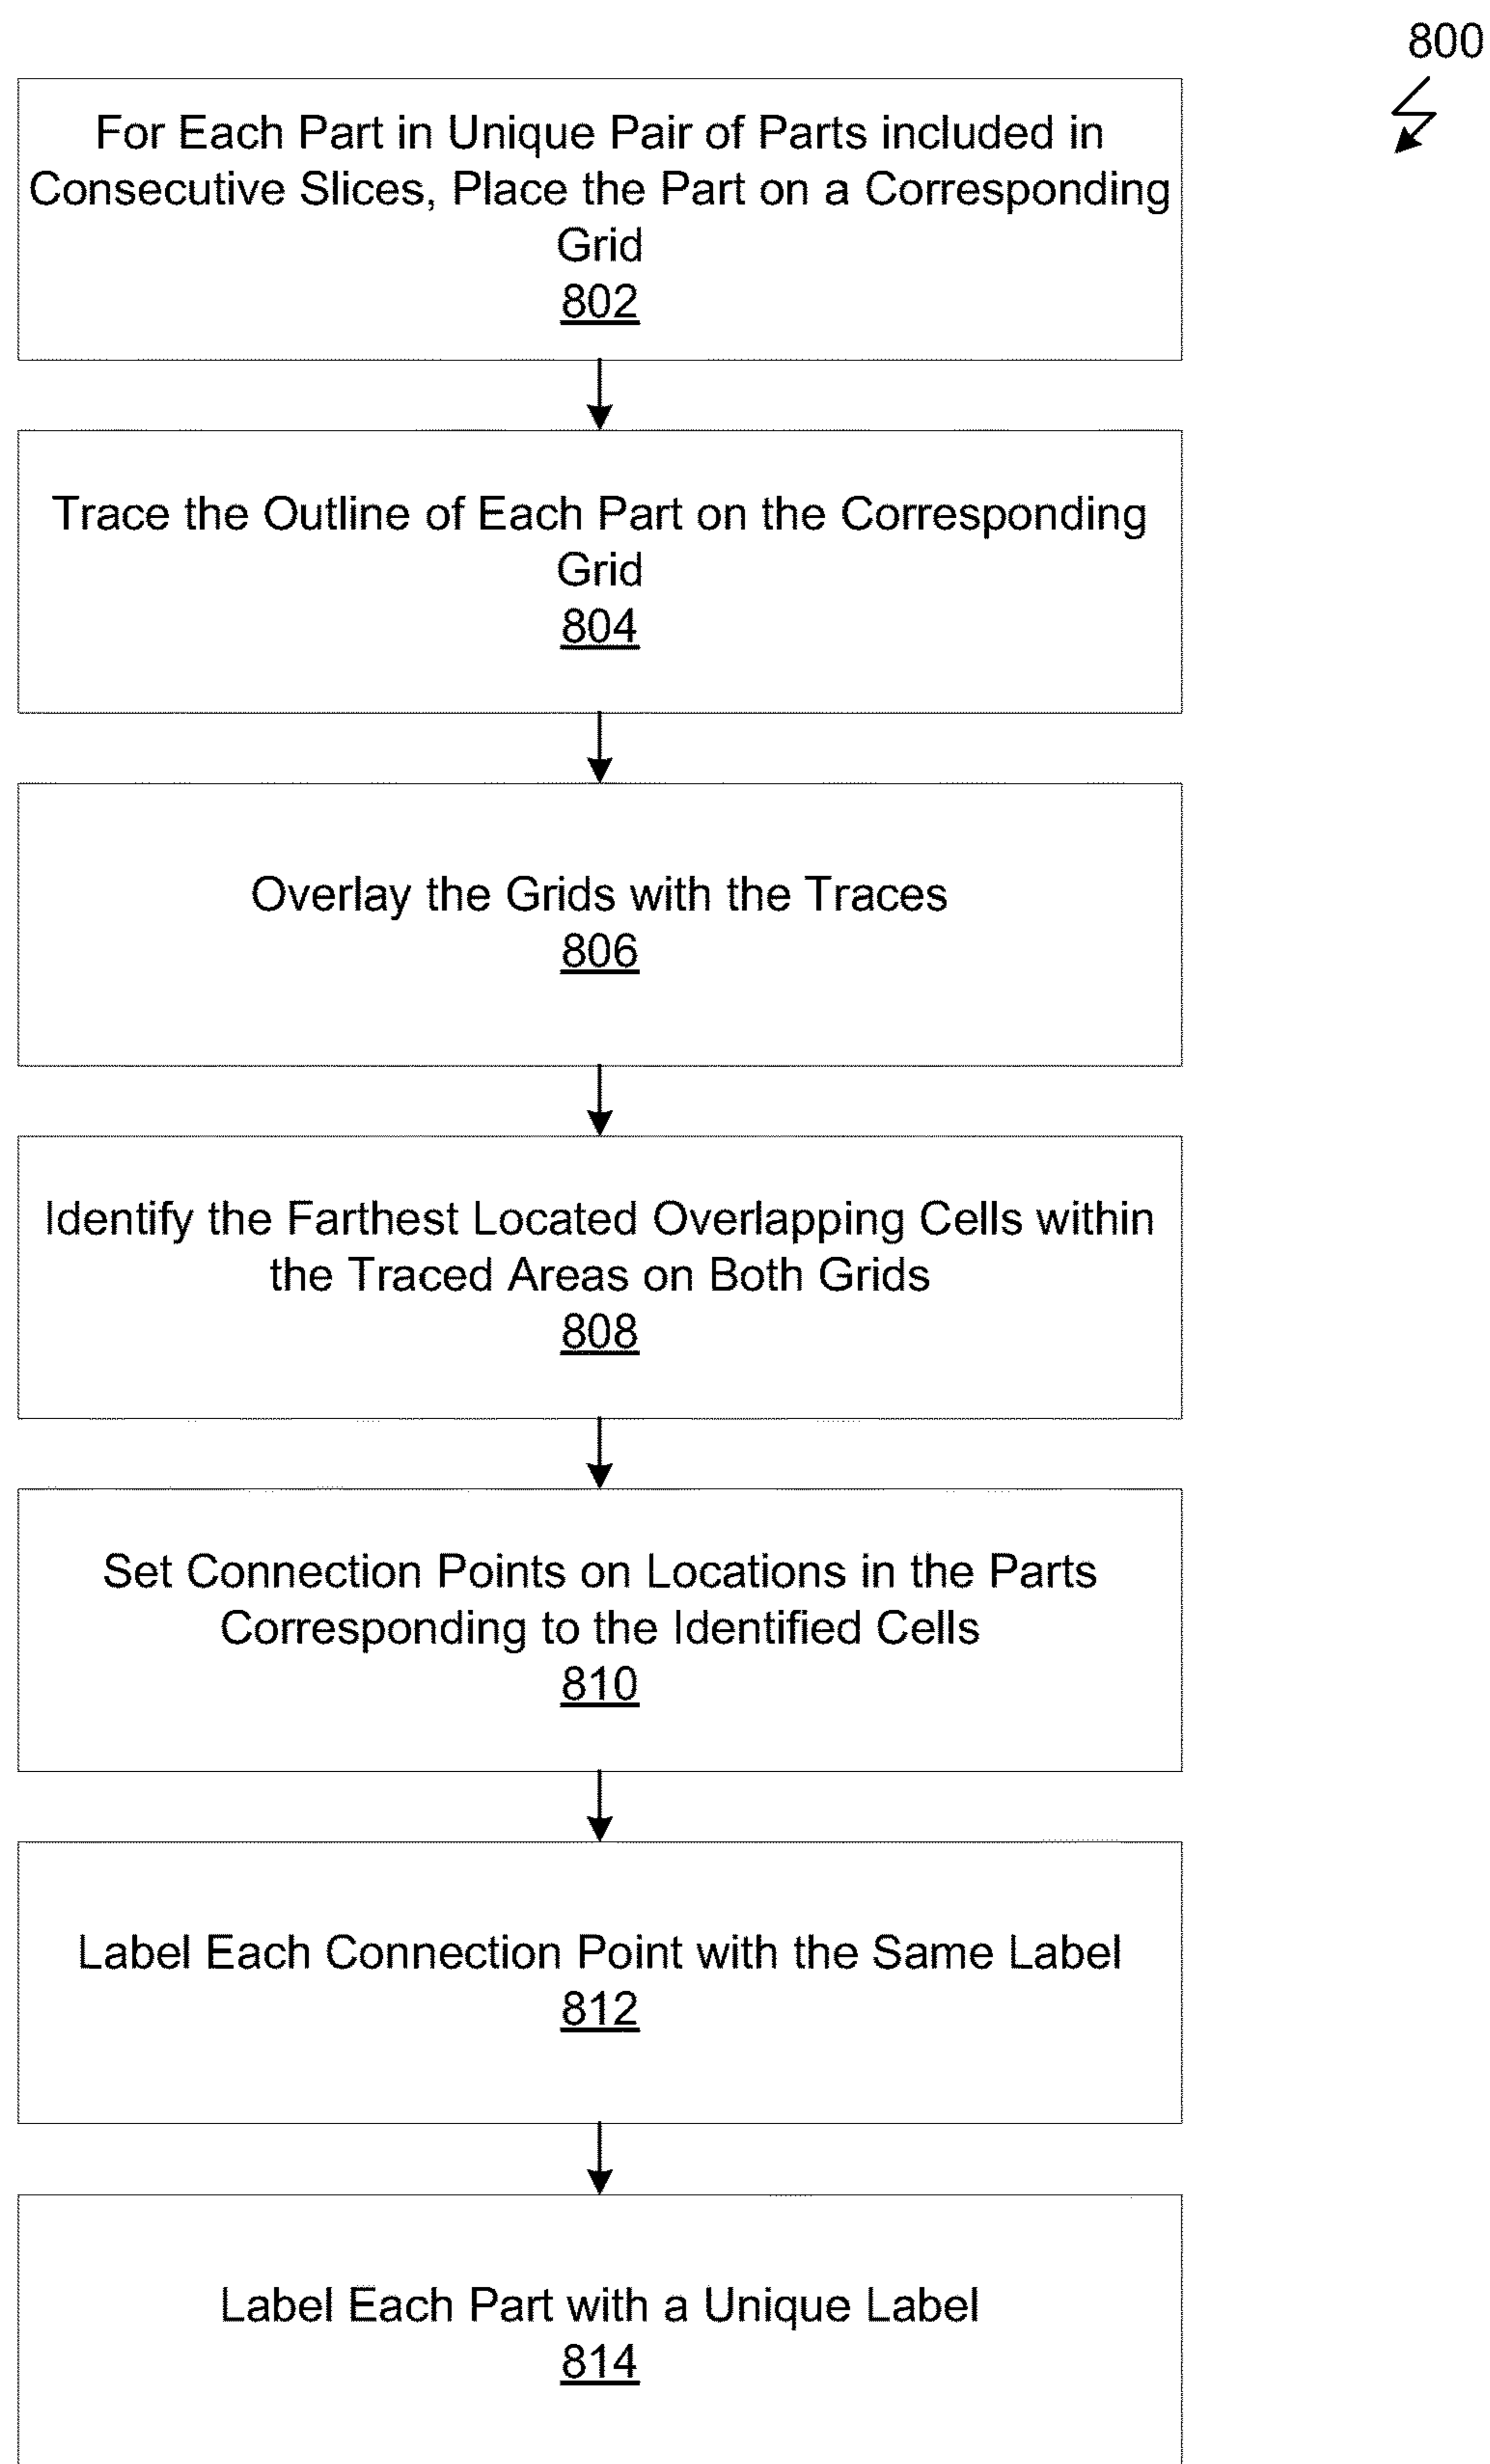 800
For Each Part in Unique Pair of Parts included in
Consecutive Slices, Place the Part on a Corresponding
Grid
802
Trace the Outline of Each Part on the Corresponding
Grid
804
Overlay the Grids with the Traces
806
Identify the Farthest Located Overlapping Cells within
the Traced Areas on Both Grids
808
Set Connection Points on Locations in the Parts
Corresponding to the Identified Cells
810
Label Each Connection Point with the Same Label
812
Label Each Part with a Unique Label
814